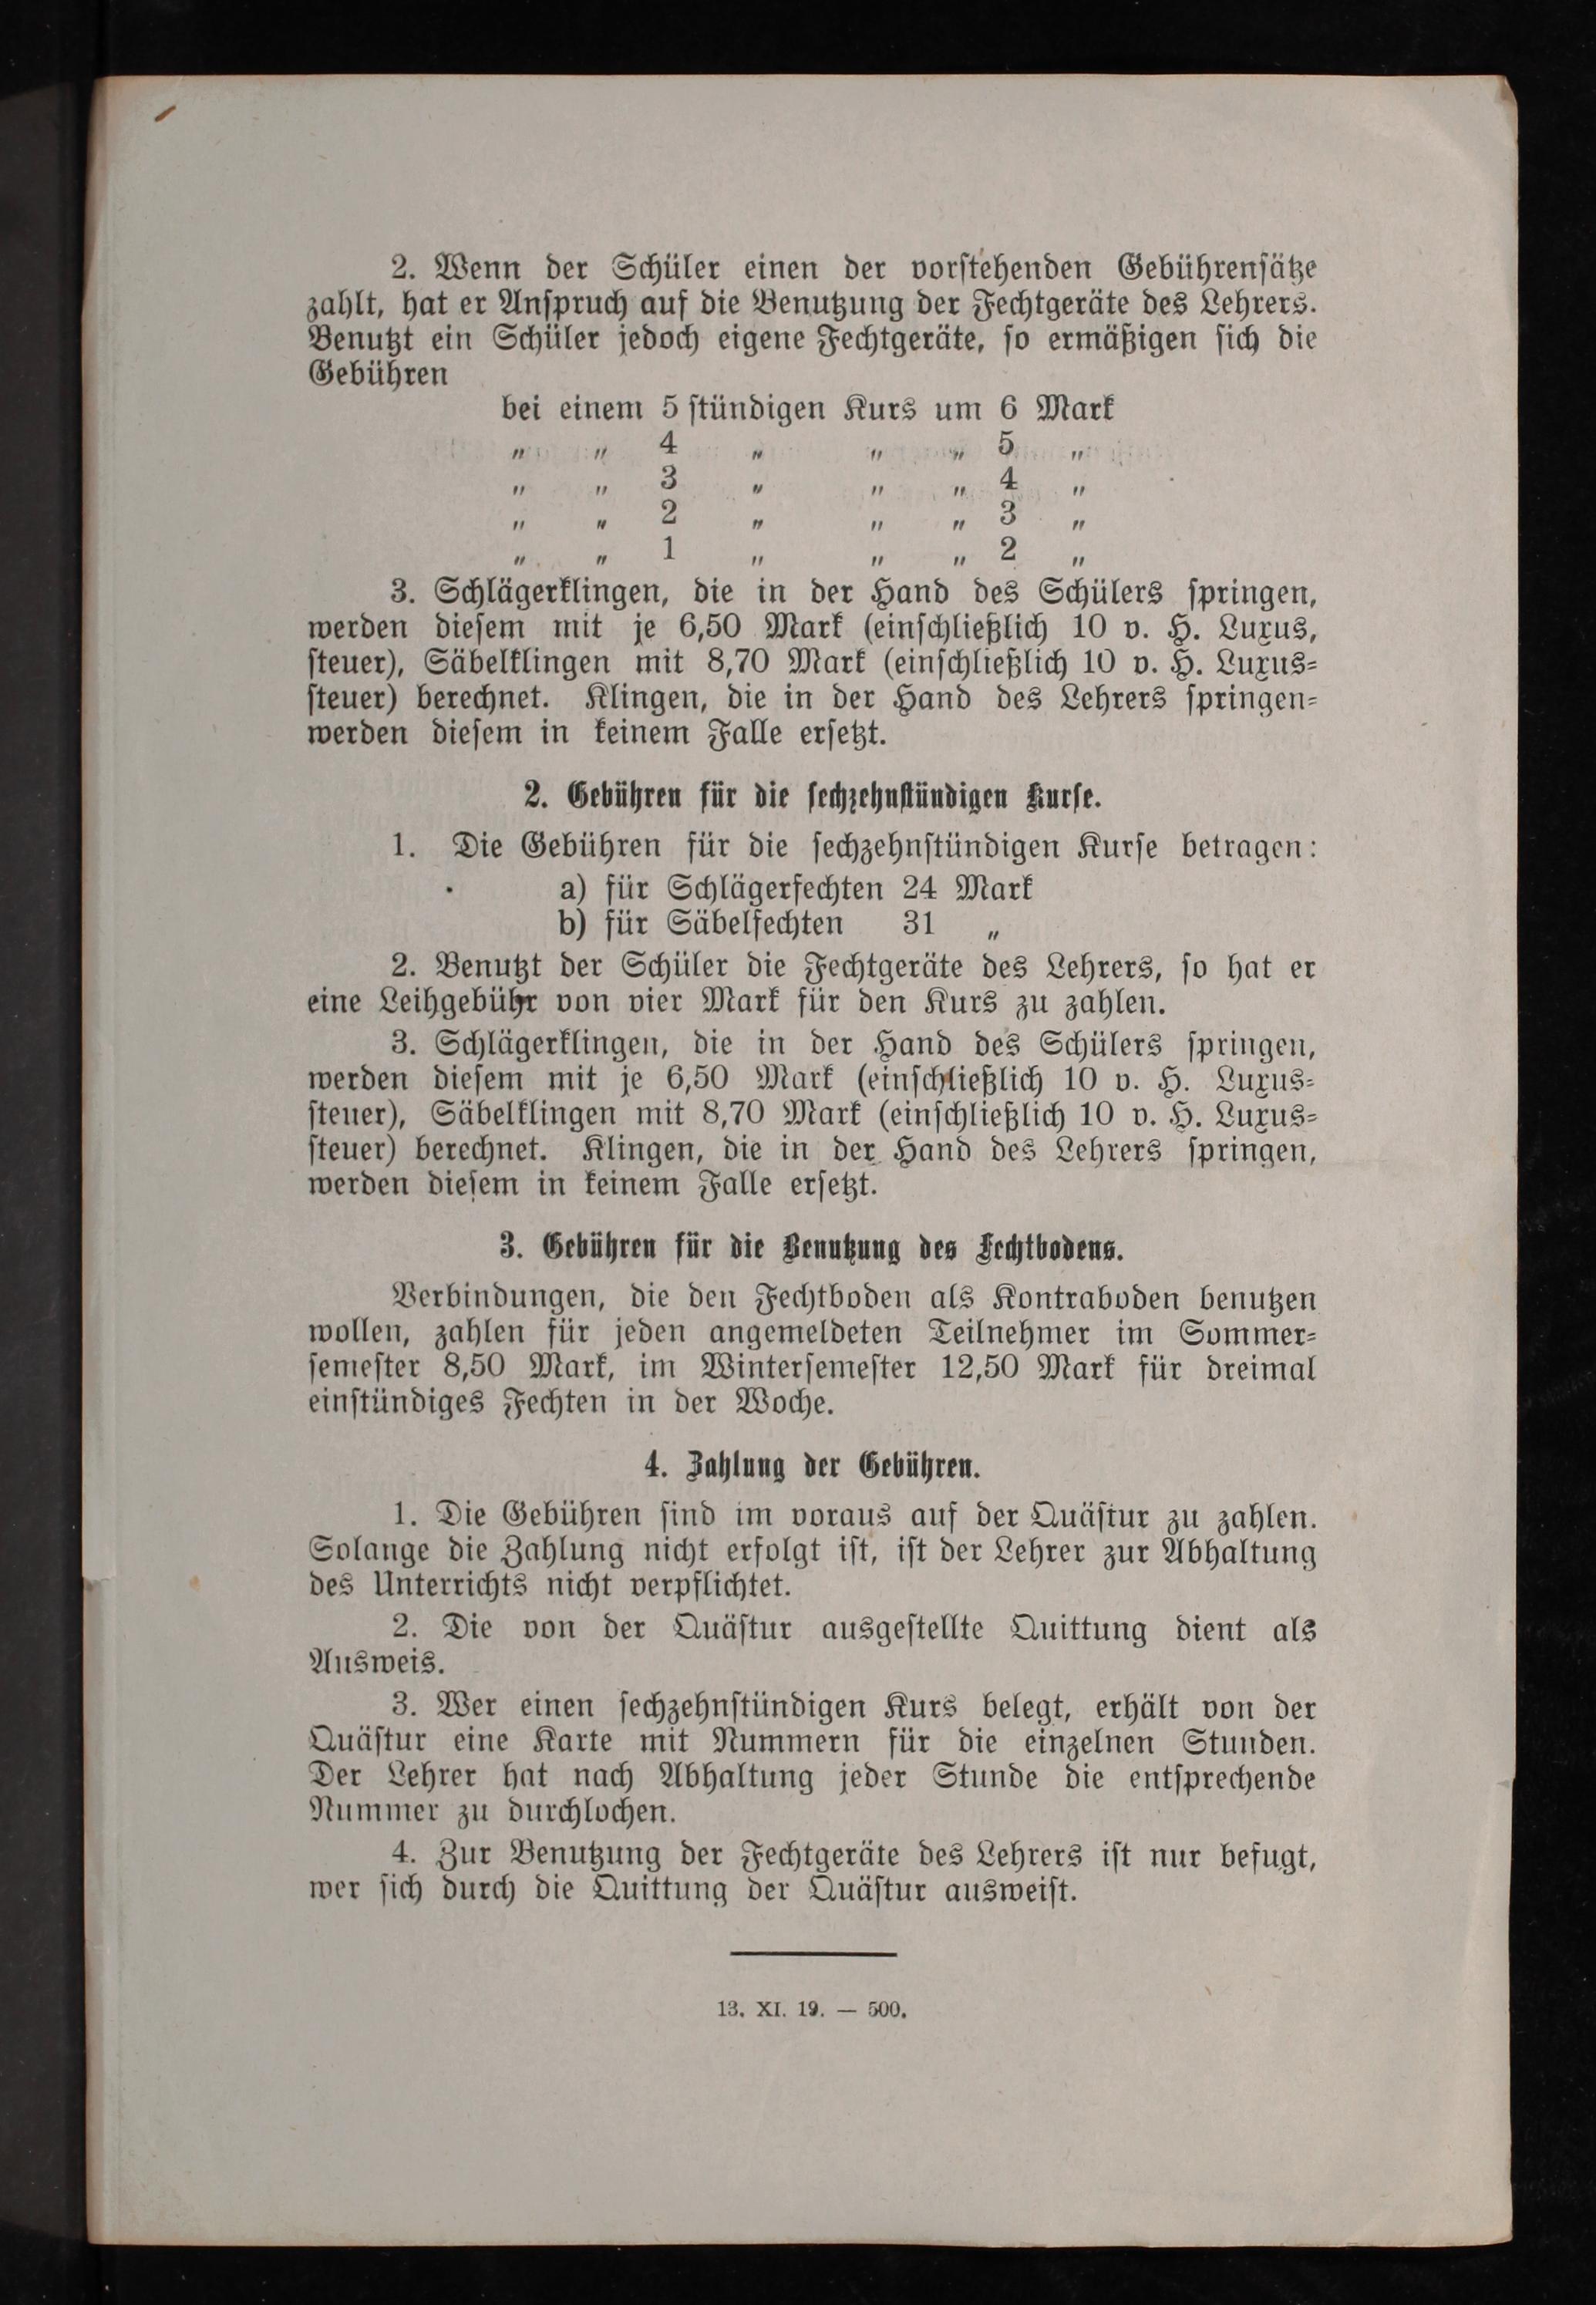 2. Wenn der Schüler einen der vorstehenden Gebührensätze
zahlt, hat er Anspruch auf die Benutzung der Fechtgeräte des Lehrers.
Benutzt ein Schüler jedoch eigene Fechtgeräte, so ermäßigen sich die
Gebühren
bei einem 5 stündigen Kurs um 6 Mark
„ „ 4 „ „ „ 5 „
„ „ 3 „ „ „ 4 „
„ „ 2 „ „ „ 3 „
„ „ 1 „ „ „ 2 „
3. Schlägerklingen, die in der Hand des Schülers springen,
werden diesem mit je 6,50 Mark (einschließlich 10 v. H. Luxus,
steuer), Säbelklingen mit 8,70 Mark (einschließlich 10 v. H. Luxus=
steuer) berechnet. Klingen, die in der Hand des Lehrers springen=
werden diesem in keinem Falle ersetzt.
2. Gebühren für die sechzehnstündigen Kurse.
1. Die Gebühren für die sechzehnstündigen Kurse betragen:
a) für Schlägerfechten 24 Mark
b) für Säbelfechten 31 „
2. Benutzt der Schüler die Fechtgeräte des Lehrers, so hat er
eine Leihgebühr von vier Mark für den Kurs zu zahlen.
3. Schlägerklingen, die in der Hand des Schülers springen,
werden diesem mit je 6,50 Mark (einschließlich 10 v. H. Luxus=
steuer), Säbelklingen mit 8,70 Mark (einschließlich 10 v. H. Luxus=
steuer) berechnet. Klingen, die in der Hand des Lehrers springen,
werden diesem in keinem Falle ersetzt.
3. Gebühren für die Benutzung des Fechtbodens.
Verbindungen, die den Fechtboden als Kontraboden benutzen
wollen, zahlen für jeden angemeldeten Teilnehmer im Sommer=
semester 8,50 Mark, im Wintersemester 12,50 Mark für dreimal
einstündiges Fechten in der Woche.
4. Zahlung der Gebühren.
1. Die Gebühren sind im voraus auf der Quästur zu zahlen.
Solange die Zahlung nicht erfolgt ist, ist der Lehrer zur Abhaltung
des Unterrichts nicht verpflichtet.
2. Die von der Quästur ausgestellte Quittung dient als
Ausweis.
3. Wer einen sechzehnstündigen Kurs belegt, erhält von der
Quästur eine Karte mit Nummern für die einzelnen Stunden.
Der Lehrer hat nach Abhaltung jeder Stunde die entsprechende
Nummer zu durchlochen.
4. Zur Benutzung der Fechtgeräte des Lehrers ist nur befugt,
wer sich durch die Quittung der Quästur ausweist.
13. XI. 19. — 500.